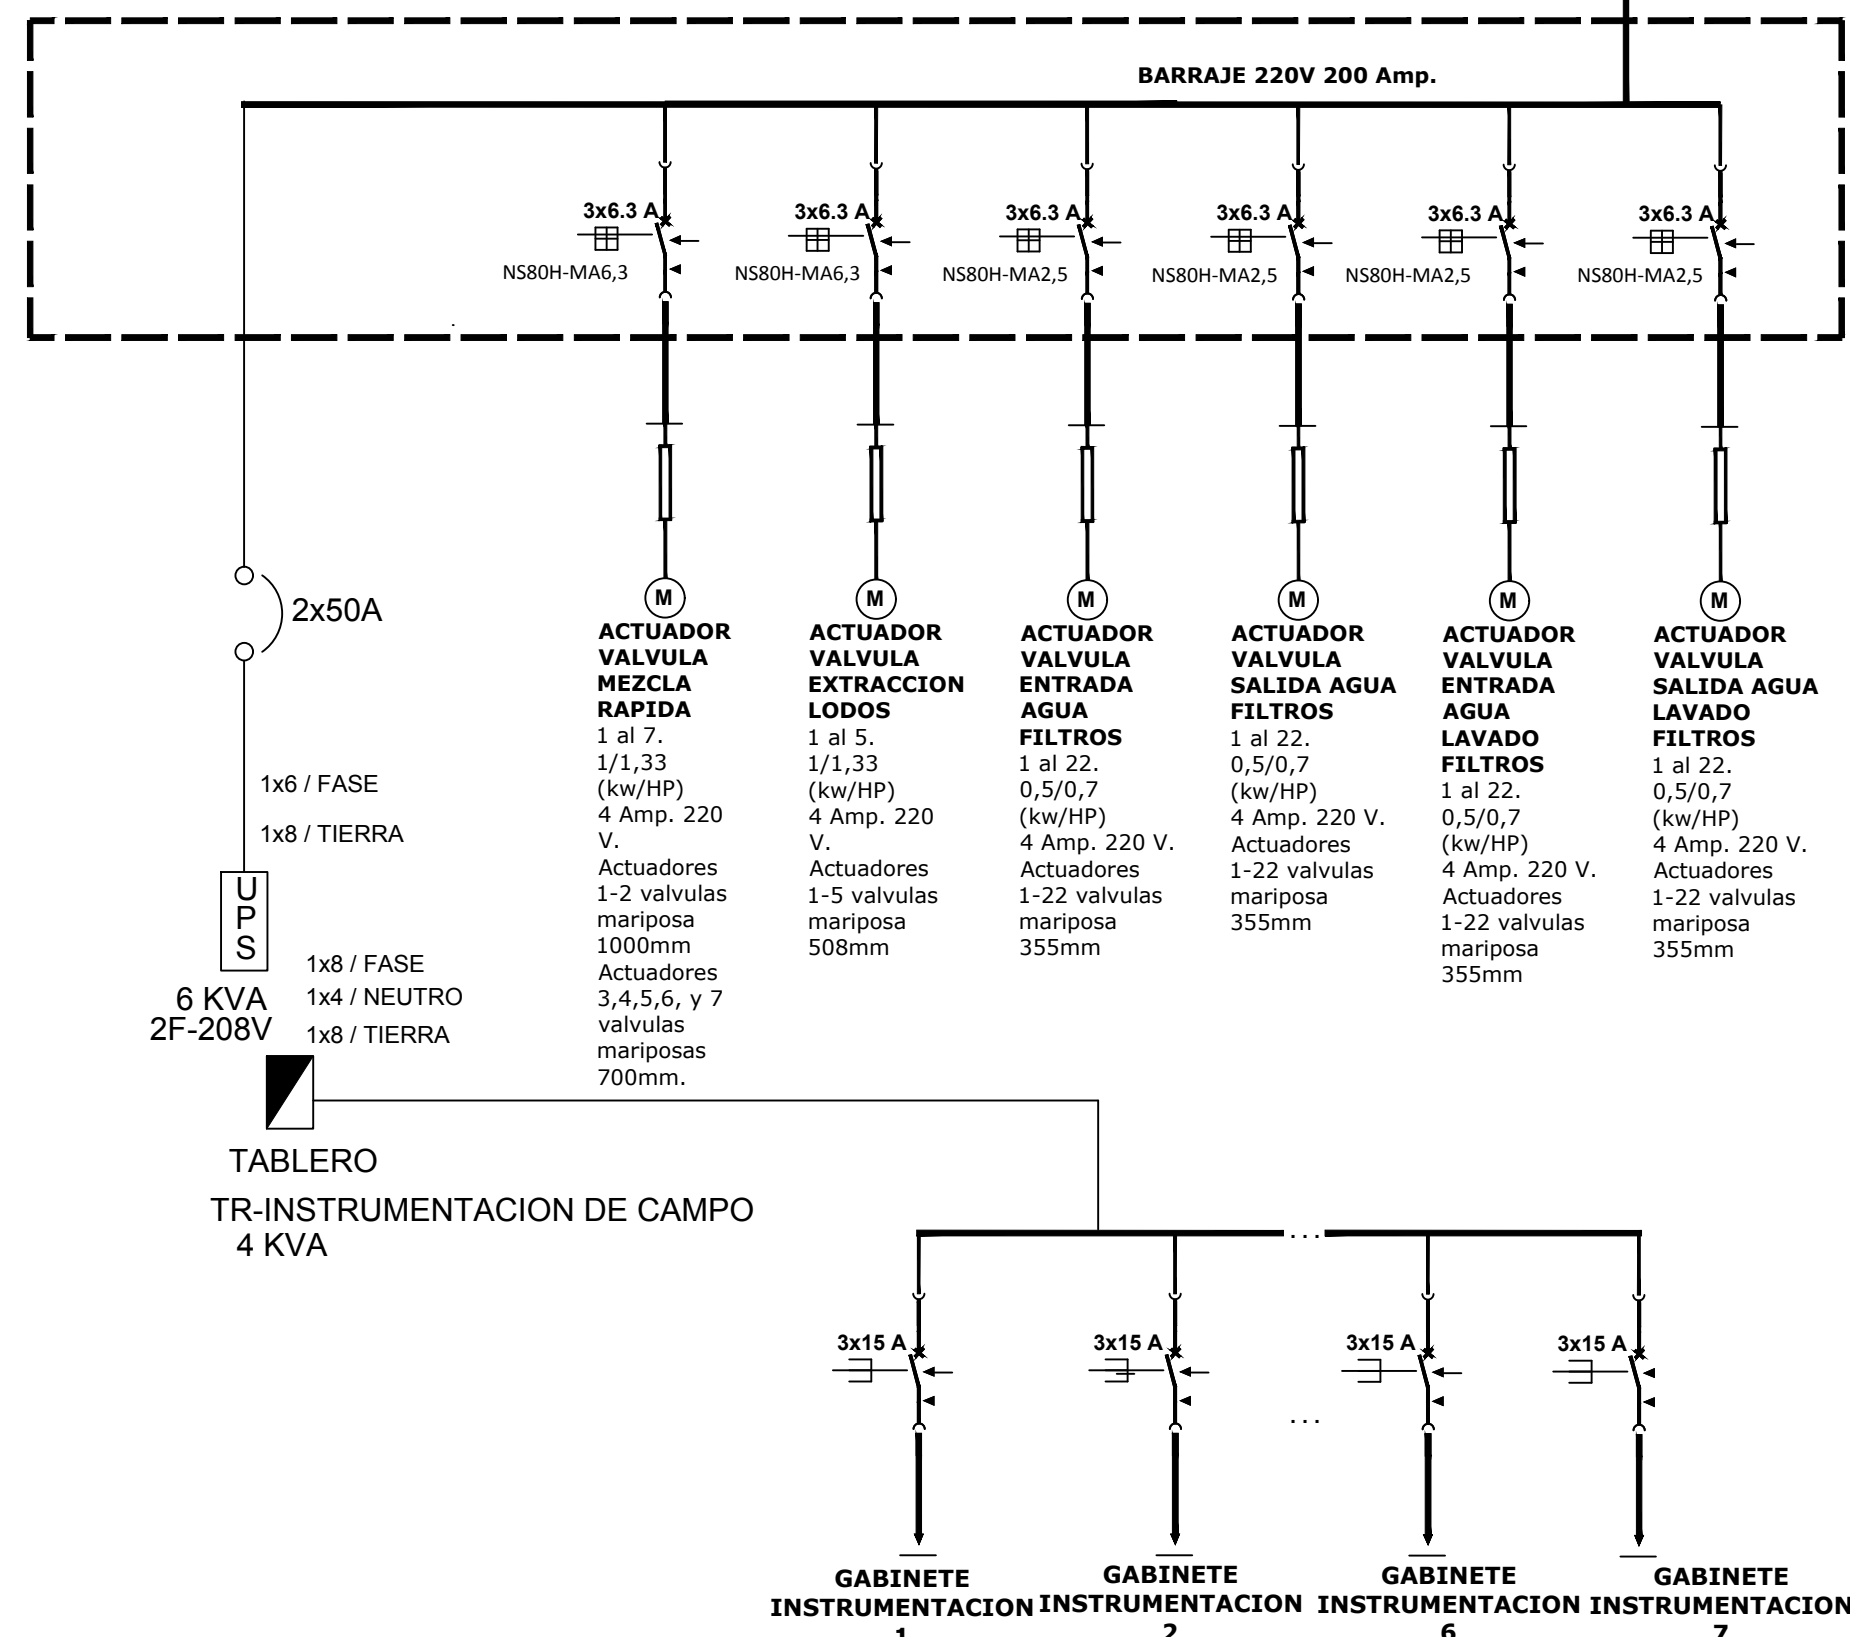 BARRAJE 220V 200 Amp.
3x6.3 A
NS80H-MA6,3
3x6.3 A
NS80H-MA6,3
3x6.3 A
NS80H-MA2,5
3x6.3 A
NS80H-MA2,5
3x6.3 A
NS80H-MA2,5
3x6.3 A
NS80H-MA2,5
2x50A
1x6 / FASE
1x8 / TIERRA
U
P
S
6 KVA
2F-208V
1x8 / FASE
1x4 / NEUTRO
1x8 / TIERRA
TABLERO
TR-INSTRUMENTACION DE CAMPO
4 KVA
M
ACTUADOR
VALVULA
MEZCLA
RAPIDA
1 al 7.
1/1,33
(kw/HP)
4 Amp. 220
V.
Actuadores
1-2 valvulas
mariposa
1000mm
Actuadores
3,4,5,6, y 7
valvulas
mariposas
700mm.
M
ACTUADOR
VALVULA
EXTRACCION
LODOS
1 al 5.
1/1,33
(kw/HP)
4 Amp. 220
V.
Actuadores
1-5 valvulas
mariposa
508mm
M
ACTUADOR
VALVULA
ENTRADA
AGUA
FILTROS
1 al 22.
0,5/0,7
(kw/HP)
4 Amp. 220 V.
Actuadores
1-22 valvulas
mariposa
355mm
M
ACTUADOR
VALVULA
SALIDA AGUA
FILTROS
1 al 22.
0,5/0,7
(kw/HP)
4 Amp. 220 V.
Actuadores
1-22 valvulas
mariposa
355mm
M
ACTUADOR
VALVULA
ENTRADA
AGUA
LAVADO
FILTROS
1 al 22.
0,5/0,7
(kw/HP)
4 Amp. 220 V.
Actuadores
1-22 valvulas
mariposa
355mm
M
ACTUADOR
VALVULA
SALIDA AGUA
LAVADO
FILTROS
1 al 22.
0,5/0,7
(kw/HP)
4 Amp. 220 V.
Actuadores
1-22 valvulas
mariposa
355mm
. . .
3x15 A
3x15 A
3x15 A
3x15 A
. . .
GABINETE
INSTRUMENTACION
1
GABINETE
INSTRUMENTACION
2
GABINETE
INSTRUMENTACION
6
GABINETE
INSTRUMENTACION
7